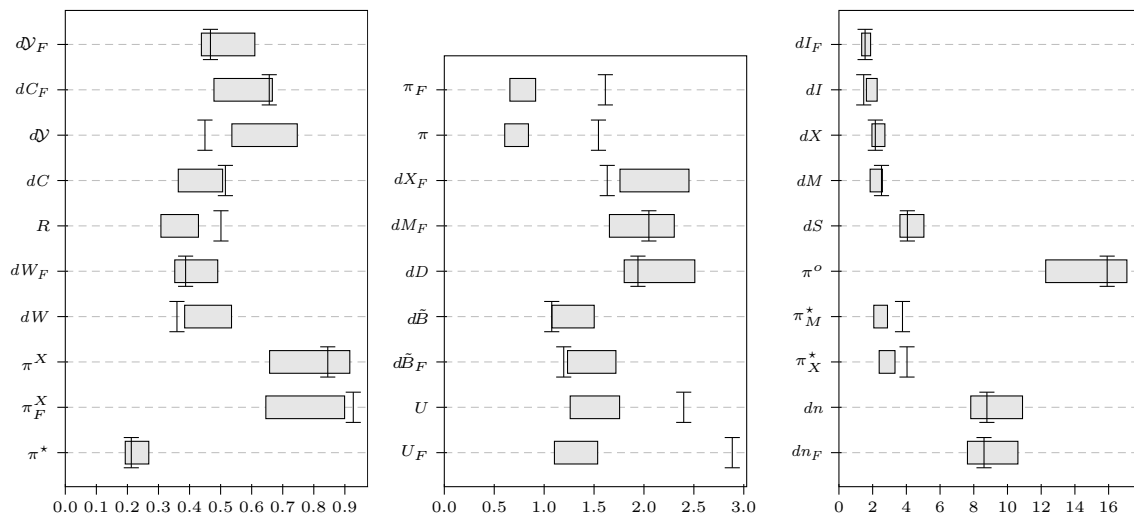 d𝒴_F
dC_F
d𝒴
dC
R
dW_F
dW
π^X
π_F^X
π^⋆
0.0 0.1 0.2 0.3 0.4 0.5 0.6 0.7 0.8 0.9
π_F
π
dX_F
dM_F
dD
dB̃
dB̃_F
U
U_F
0.0 0.5 1.0 1.5 2.0 2.5 3.0
dI_F
dI
dX
dM
dS
π^o
π_M^⋆
π_X^⋆
dn
dn_F
0 2 4 6 8 10 12 14 16